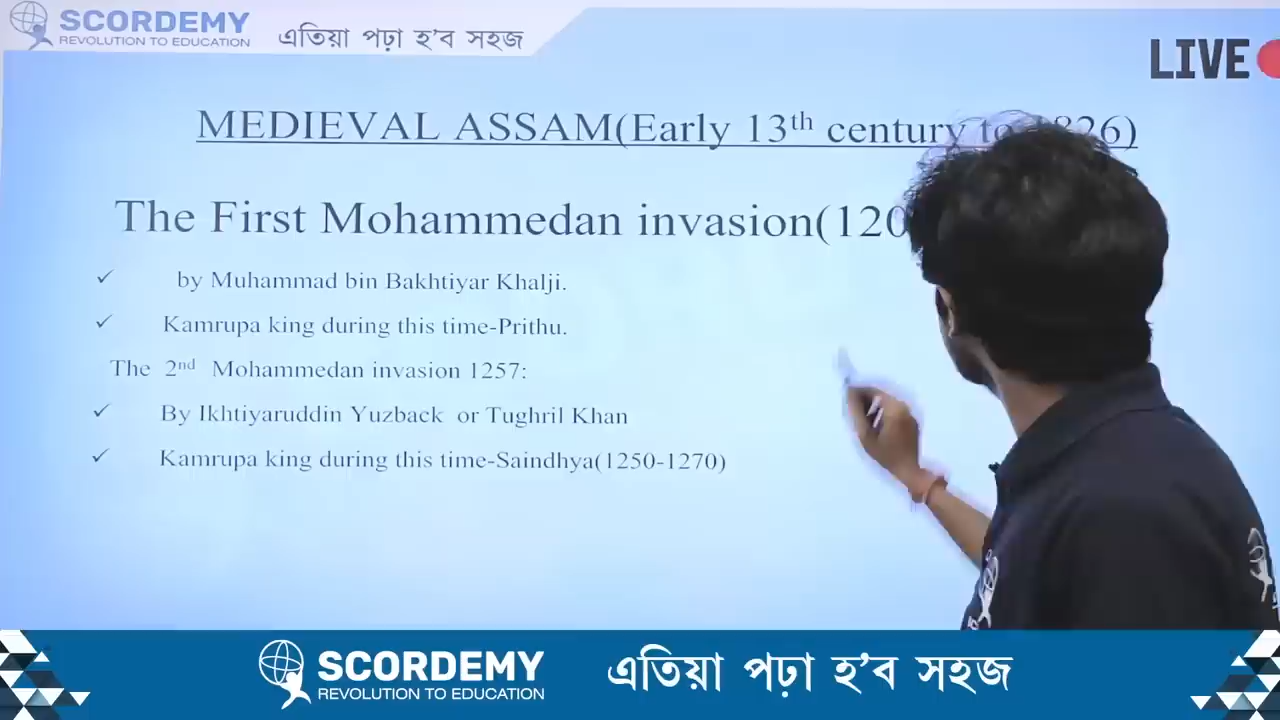 SCORDEMY
REVOLUTION TO EDUCATION
এতিয়া পঢ়া হ’ব সহজ
LIVE
MEDIEVAL ASSAM(Early 13th century to 1826)
The First Mohammedan invasion(120
✓ by Muhammad bin Bakhtiyar Khalji.
✓ Kamrupa king during this time-Prithu.
The 2nd Mohammedan invasion 1257:
✓ By Ikhtiyaruddin Yuzback or Tughril Khan
✓ Kamrupa king during this time-Saindhya(1250-1270)
SCORDEMY
REVOLUTION TO EDUCATION
এতিয়া পঢ়া হ’ব সহজ